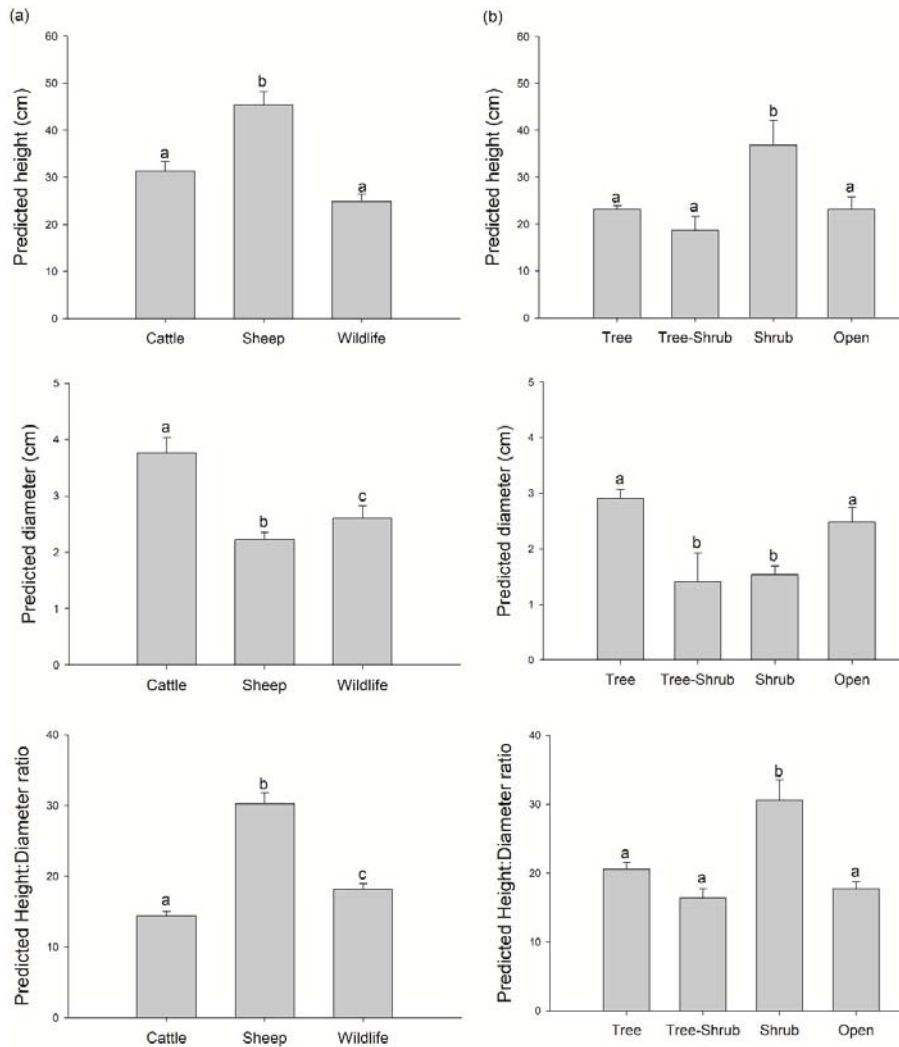 (a)
Predicted height (cm)
60
50
40
30
20
10
0
a
b
a
Cattle Sheep Wildlife
(b)
Predicted height (cm)
60
50
40
30
20
10
0
a
a
b
a
Tree Tree-Shrub Shrub Open
Predicted diameter (cm)
5
4
3
2
1
0
a
b
c
Cattle Sheep Wildlife
Predicted diameter (cm)
5
4
3
2
1
0
a
b
b
a
Tree Tree-Shrub Shrub Open
Predicted Height:Diameter ratio
40
30
20
10
0
a
b
c
Cattle Sheep Wildlife
Predicted Height:Diameter ratio
40
30
20
10
0
a
a
b
a
Tree Tree-Shrub Shrub Open